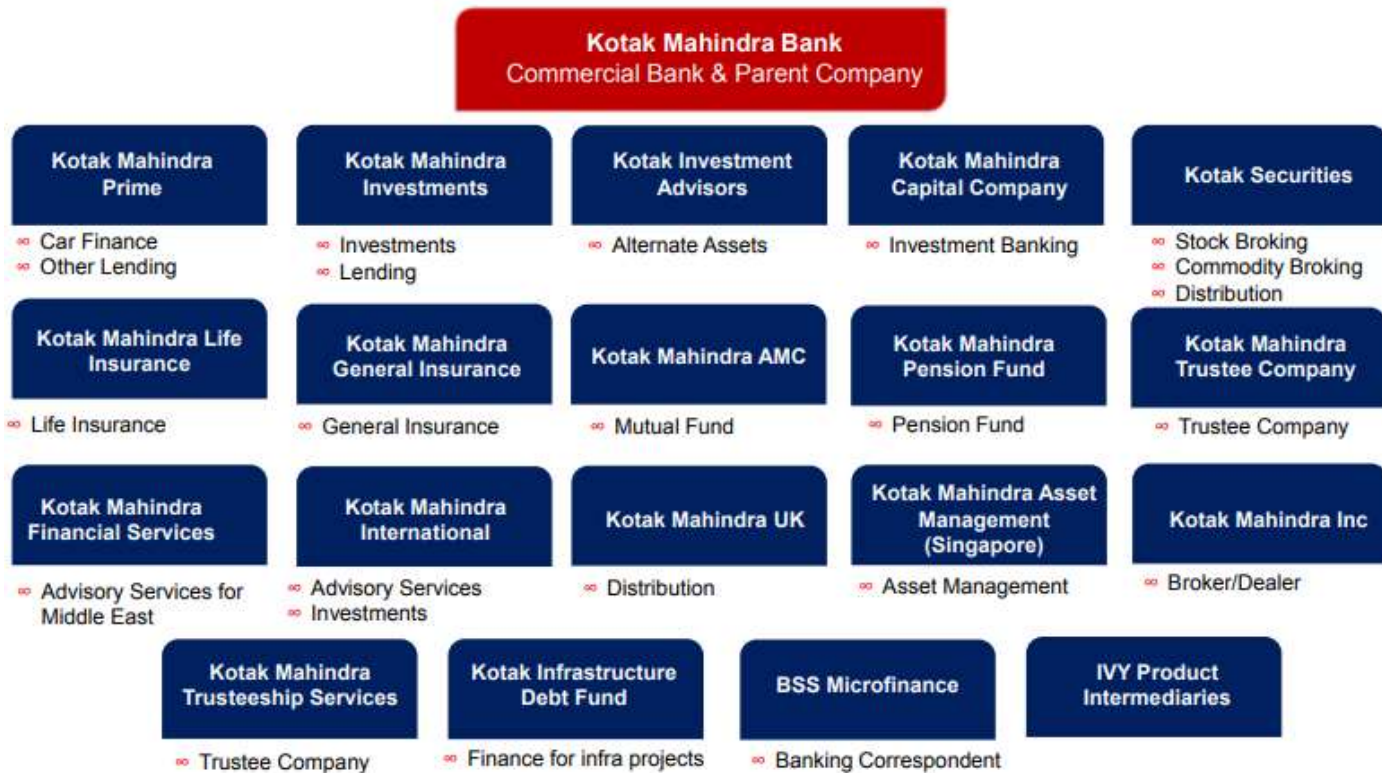 Kotak Mahindra Bank
Commercial Bank & Parent Company
Kotak Mahindra
Prime
∞ Car Finance
∞ Other Lending
Kotak Mahindra
Investments
∞ Investments
∞ Lending
Kotak Investment
Advisors
∞ Alternate Assets
Kotak Mahindra
Capital Company
∞ Investment Banking
Kotak Securities
∞ Stock Broking
∞ Commodity Broking
∞ Distribution
Kotak Mahindra Life
Insurance
∞ Life Insurance
Kotak Mahindra
General Insurance
∞ General Insurance
Kotak Mahindra AMC
∞ Mutual Fund
Kotak Mahindra
Pension Fund
∞ Pension Fund
Kotak Mahindra
Trustee Company
∞ Trustee Company
Kotak Mahindra
Financial Services
∞ Advisory Services for
Middle East
Kotak Mahindra
International
∞ Advisory Services
∞ Investments
Kotak Mahindra UK
∞ Distribution
Kotak Mahindra Asset
Management
(Singapore)
∞ Asset Management
Kotak Mahindra Inc
∞ Broker/Dealer
Kotak Mahindra
Trusteeship Services
∞ Trustee Company
Kotak Infrastructure
Debt Fund
∞ Finance for infra projects
BSS Microfinance
∞ Banking Correspondent
IVY Product
Intermediaries